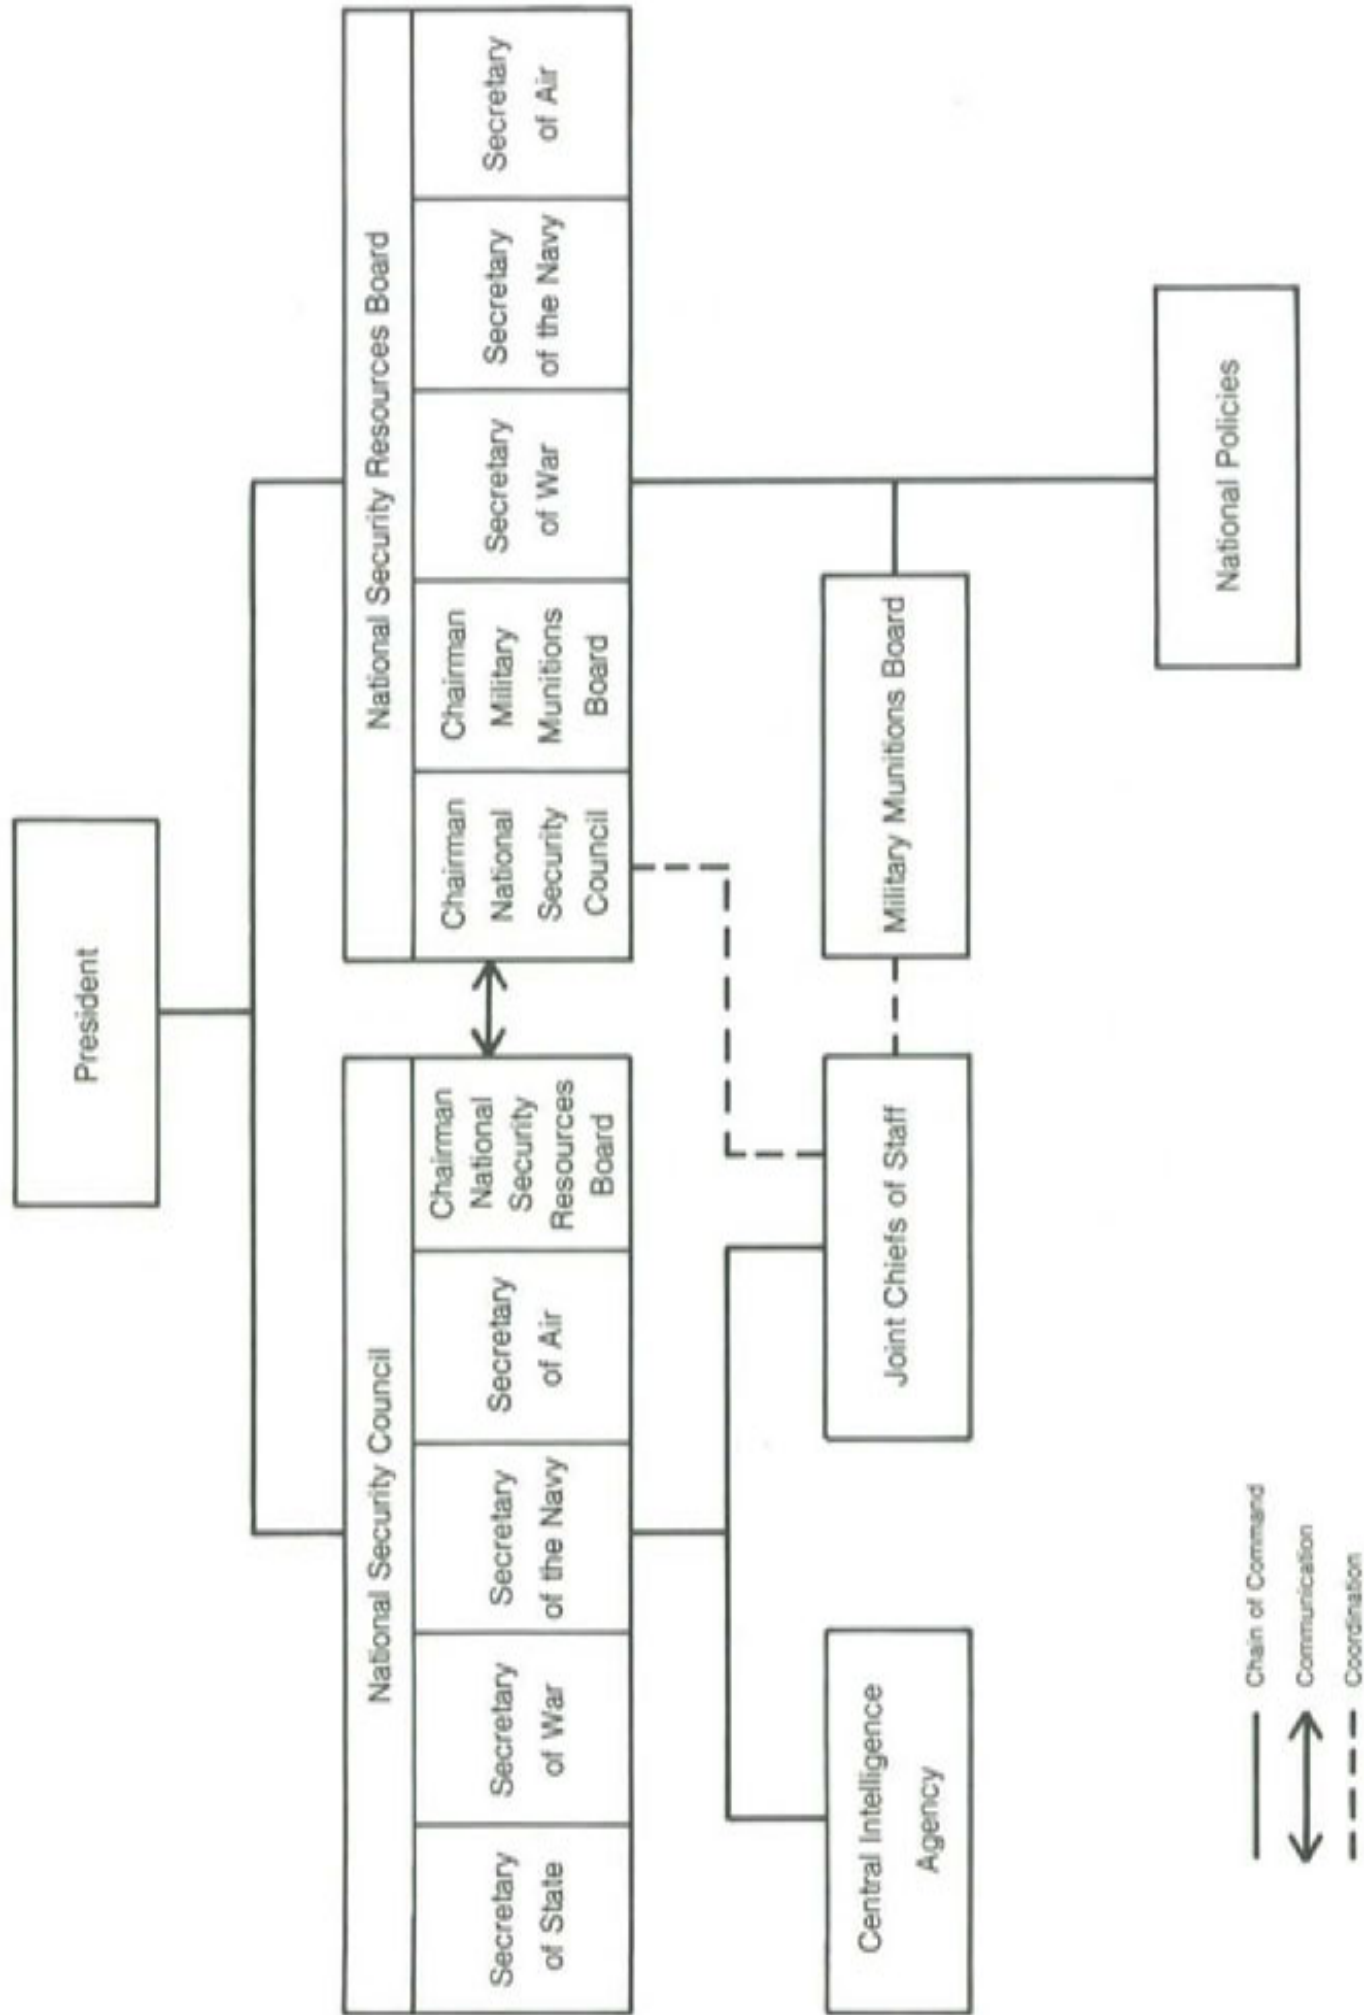 President
National Security Council
Secretary
of State
Secretary
of War
Secretary
of the Navy
Secretary
of Air
Chairman
National
Security
Resources
Board
National Security Resources Board
Chairman
National
Security
Council
Chairman
Military
Munitions
Board
Secretary
of War
Secretary
of the Navy
Secretary
of Air
Central Intelligence
Agency
Joint Chiefs of Staff
Military Munitions Board
National Policies
Chain of Command
Communication
Coordination